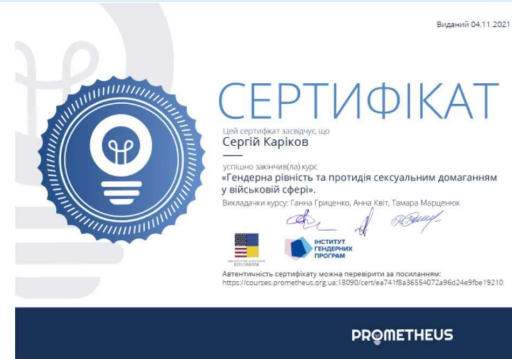 Виданий 04.11.2021
СЕРТИФІКАТ
Цей сертифікат засвідчує, що
Сергій Каріков
успішно закінчив(ла) курс
«Гендерна рівність та протидія сексуальним домаганням
у військовій сфері».
Викладачки курсу: Ганна Гриценко, Анна Квіт, Тамара Марценюк
ІНСТИТУТ
ГЕНДЕРНИХ
ПРОГРАМ
Автентичність сертифікату можна перевірити за посиланням:
https://courses.prometheus.org.ua:18090/cert/ea741f8a36554072a96d24e9fbe19210
PROMETHEUS